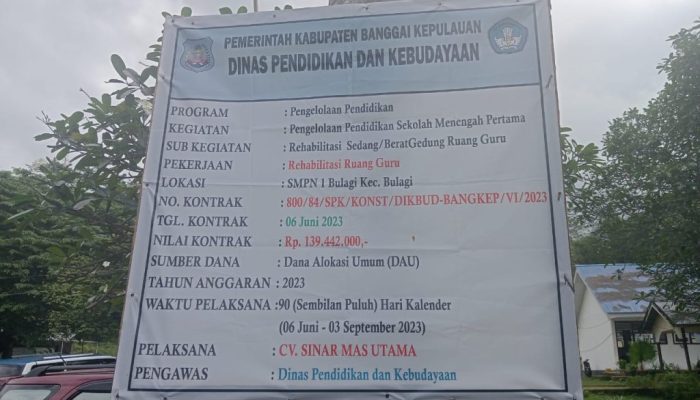 PEMERINTAH KABUPATEN BANGGAI KEPULAUAN
DINAS PENDIDIKAN DAN KEBUDAYAAN
PROGRAM : Pengelolaan Pendidikan
KEGIATAN : Pengelolaan Pendidikan Sekolah Menengah Pertama
SUB KEGIATAN : Rehabilitasi Sedang/BeratGedung Ruang Guru
PEKERJAAN : Rehabilitasi Ruang Guru
LOKASI : SMPN 1 Bulagi Kec. Bulagi
NO. KONTRAK : 800/84/SPK/KONST/DIKBUD-BANGKEP/VI/2023
TGL. KONTRAK : 06 Juni 2023
NILAI KONTRAK : Rp. 139,442,000,-
SUMBER DANA : Dana Alokasi Umum (DAU)
TAHUN ANGGARAN : 2023
WAKTU PELAKSANA :90 (Sembilan Puluh) Hari Kalender
(06 Juni - 03 September 2023)
PELAKSANA : CV. SINAR MAS UTAMA
PENGAWAS : Dinas Pendidikan dan Kebudayaan